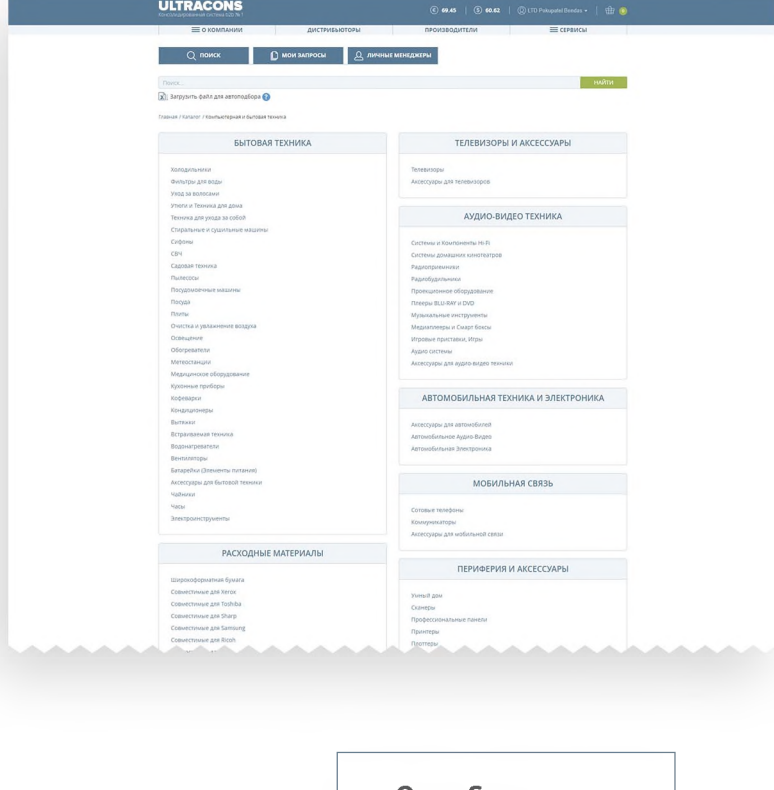 ULTRACONS
Консолидированная система B2B № 1
€ 69.45 $ 60.62 LTD Pokupatel Beedus
О КОМПАНИИ ДИСТРИБЬЮТОРЫ ПРОИЗВОДИТЕЛИ СЕРВИСЫ
ПОИСК МОИ ЗАПРОСЫ ЛИЧНЫЕ МЕНЕДЖЕРЫ
Поиск... НАЙТИ
Загрузить файл для автоподбора ?
Главная / Каталог / Компьютерная и бытовая техника
БЫТОВАЯ ТЕХНИКА
Холодильники
Фильтры для воды
Уход за волосами
Утюги и Техника для дома
Техника для ухода за собой
Стиральные и сушильные машины
Сифоны
СВЧ
Садовая техника
Пылесосы
Посудомоечные машины
Посуда
Плиты
Очистка и увлажнение воздуха
Освещение
Обогреватели
Метеостанции
Медицинское оборудование
Кухонные приборы
Кофеварки
Кондиционеры
Вытяжки
Встраиваемая техника
Водонагреватели
Вентиляторы
Батарейки (Элементы питания)
Аксессуары для бытовой техники
Чайники
Часы
Электроинструменты
РАСХОДНЫЕ МАТЕРИАЛЫ
Широкоформатная бумага
Совместимые для Xerox
Совместимые для Toshiba
Совместимые для Sharp
Совместимые для Samsung
Совместимые для Ricoh
ТЕЛЕВИЗОРЫ И АКСЕССУАРЫ
Телевизоры
Аксессуары для телевизоров
АУДИО-ВИДЕО ТЕХНИКА
Системы и Компоненты Hi-Fi
Системы домашних кинотеатров
Радиоприемники
Радиобудильники
Проекционное оборудование
Плееры BLU-RAY и DVD
Музыкальные инструменты
Медиаплееры и Смарт боксы
Игровые приставки, Игры
Аудио системы
Аксессуары для аудио-видео техники
АВТОМОБИЛЬНАЯ ТЕХНИКА И ЭЛЕКТРОНИКА
Аксессуары для автомобилей
Автомобильное Аудио-Видео
Автомобильная Электроника
МОБИЛЬНАЯ СВЯЗЬ
Сотовые телефоны
Коммуникаторы
Аксессуары для мобильной связи
ПЕРИФЕРИЯ И АКСЕССУАРЫ
Умный дом
Сканеры
Профессиональные панели
Принтеры
Плоттеры